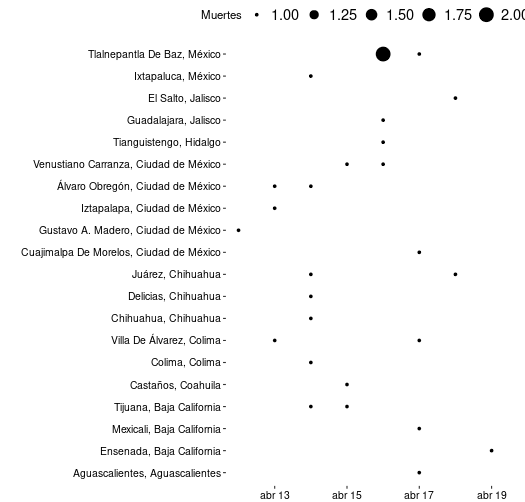 Muertes 1.00 1.25 1.50 1.75 2.00
Tlalnepantla De Baz, México
Ixtapaluca, México
El Salto, Jalisco
Guadalajara, Jalisco
Tianguistengo, Hidalgo
Venustiano Carranza, Ciudad de México
Álvaro Obregón, Ciudad de México
Iztapalapa, Ciudad de México
Gustavo A. Madero, Ciudad de México
Cuajimalpa De Morelos, Ciudad de México
Juárez, Chihuahua
Delicias, Chihuahua
Chihuahua, Chihuahua
Villa De Álvarez, Colima
Colima, Colima
Castaños, Coahuila
Tijuana, Baja California
Mexicali, Baja California
Ensenada, Baja California
Aguascalientes, Aguascalientes
abr 13 abr 15 abr 17 abr 19